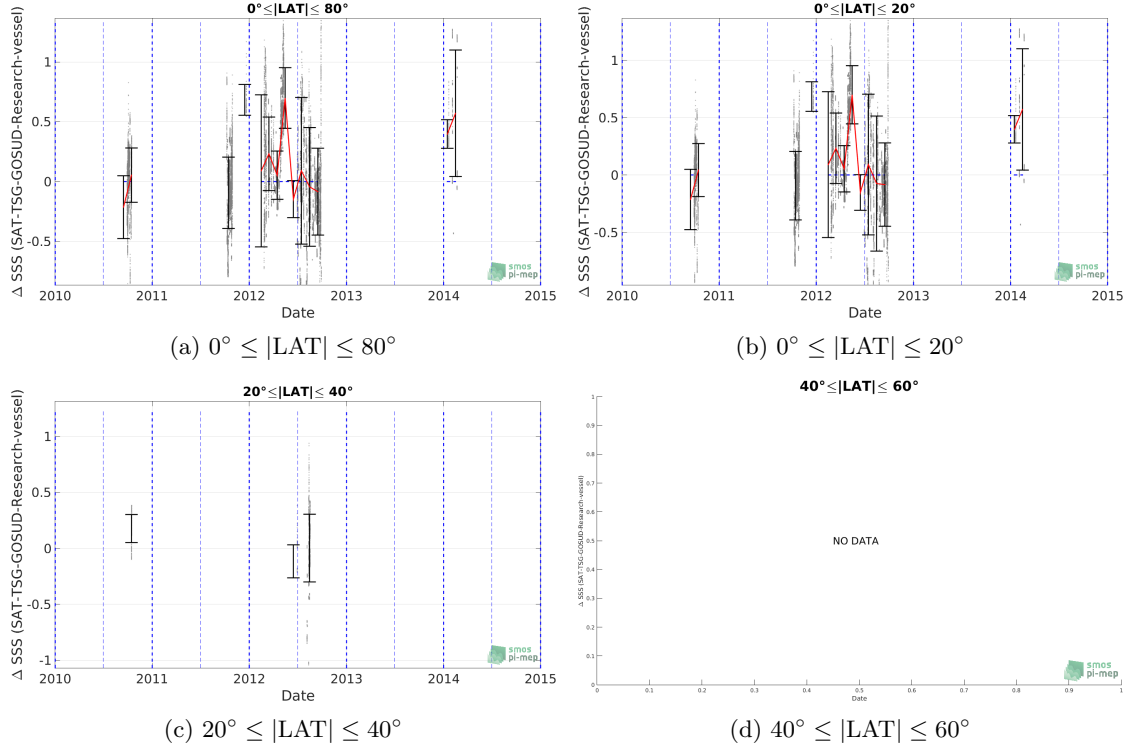 0°≤|LAT|≤ 80°
Δ SSS (SAT-TSG-GOSUD-Research-vessel)
1
0.5
0
-0.5
2010 2011 2012 2013 2014 2015
Date
smos
pi-mep
(a) 0° ≤ |LAT| ≤ 80°
0°≤|LAT|≤ 20°
Δ SSS (SAT-TSG-GOSUD-Research-vessel)
1
0.5
0
-0.5
2010 2011 2012 2013 2014 2015
Date
smos
pi-mep
(b) 0° ≤ |LAT| ≤ 20°
20°≤|LAT|≤ 40°
Δ SSS (SAT-TSG-GOSUD-Research-vessel)
1
0.5
0
-0.5
-1
2010 2011 2012 2013 2014 2015
Date
smos
pi-mep
(c) 20° ≤ |LAT| ≤ 40°
40°≤|LAT|≤ 60°
Δ SSS (SAT-TSG-GOSUD-Research-vessel)
1
0.9
0.8
0.7
0.6
0.5
0.4
0.3
0.2
0.1
0
NO DATA
0 0.1 0.2 0.3 0.4 0.5 0.6 0.7 0.8 0.9 1
Date
smos
pi-mep
(d) 40° ≤ |LAT| ≤ 60°